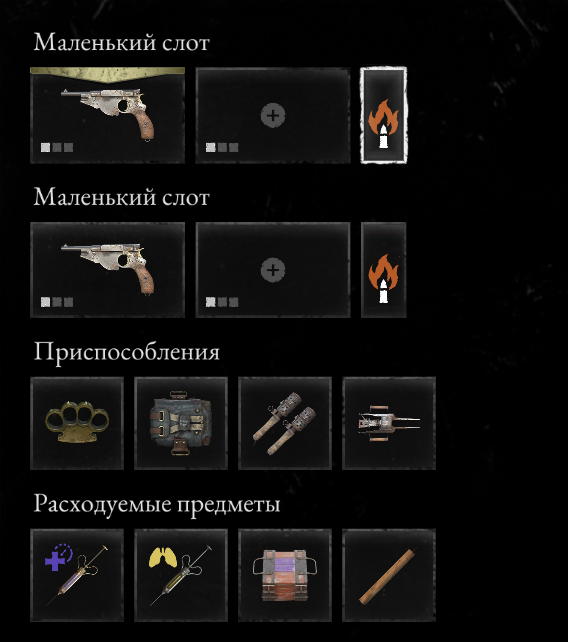 Маленький слот
Маленький слот
Приспособления
Расходуемые предметы